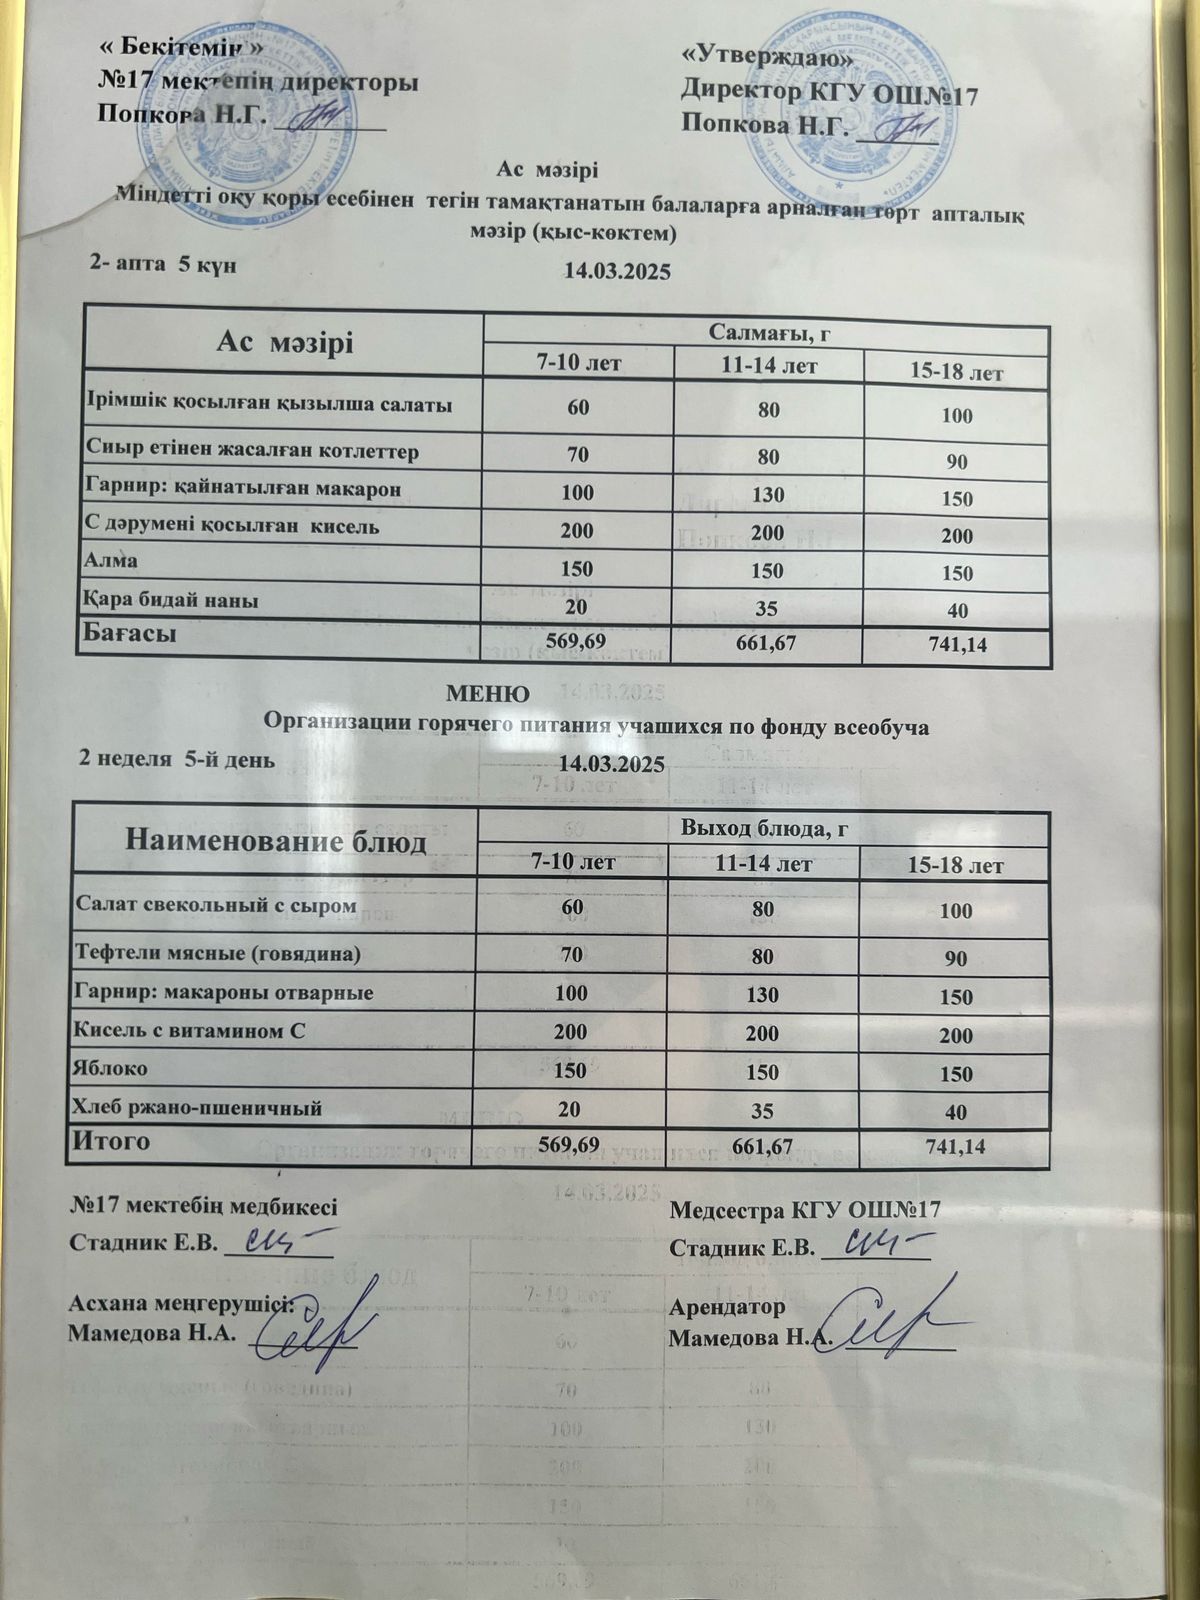 « Бекітемін »
№17 мектепің директоры
Попкова Н.Г.
«Утверждаю»
Директор КГУ ОШ№17
Попкова Н.Г.
Ас мәзірі
Міндетті оқу қоры есебінен тегін тамақтанатын балаларға арналған төрт апталық
мәзір (қыс-көктем)
2- апта 5 күн 14.03.2025
Ас мәзірі Салмағы, г
7-10 лет 11-14 лет 15-18 лет
Ірімшік қосылған қызылша салаты 60 80 100
Сиыр етінен жасалған котлеттер 70 80 90
Гарнир: қайнатылған макарон 100 130 150
С дәрумені қосылған кисель 200 200 200
Алма 150 150 150
Қара бидай наны 20 35 40
Бағасы 569,69 661,67 741,14
МЕНЮ
Организации горячего питания учашихся по фонду всеобуча
2 неделя 5-й день 14.03.2025
Наименование блюд Выход блюда, г
7-10 лет 11-14 лет 15-18 лет
Салат свекольный с сыром 60 80 100
Тефтели мясные (говядина) 70 80 90
Гарнир: макароны отварные 100 130 150
Кисель с витамином С 200 200 200
Яблоко 150 150 150
Хлеб ржано-пшеничный 20 35 40
Итого 569,69 661,67 741,14
№17 мектебің медбикесі
Стадник Е.В.
Медсестра КГУ ОШ№17
Стадник Е.В.
Асхана меңгерушісі:
Мамедова Н.А.
Арендатор
Мамедова Н.А.